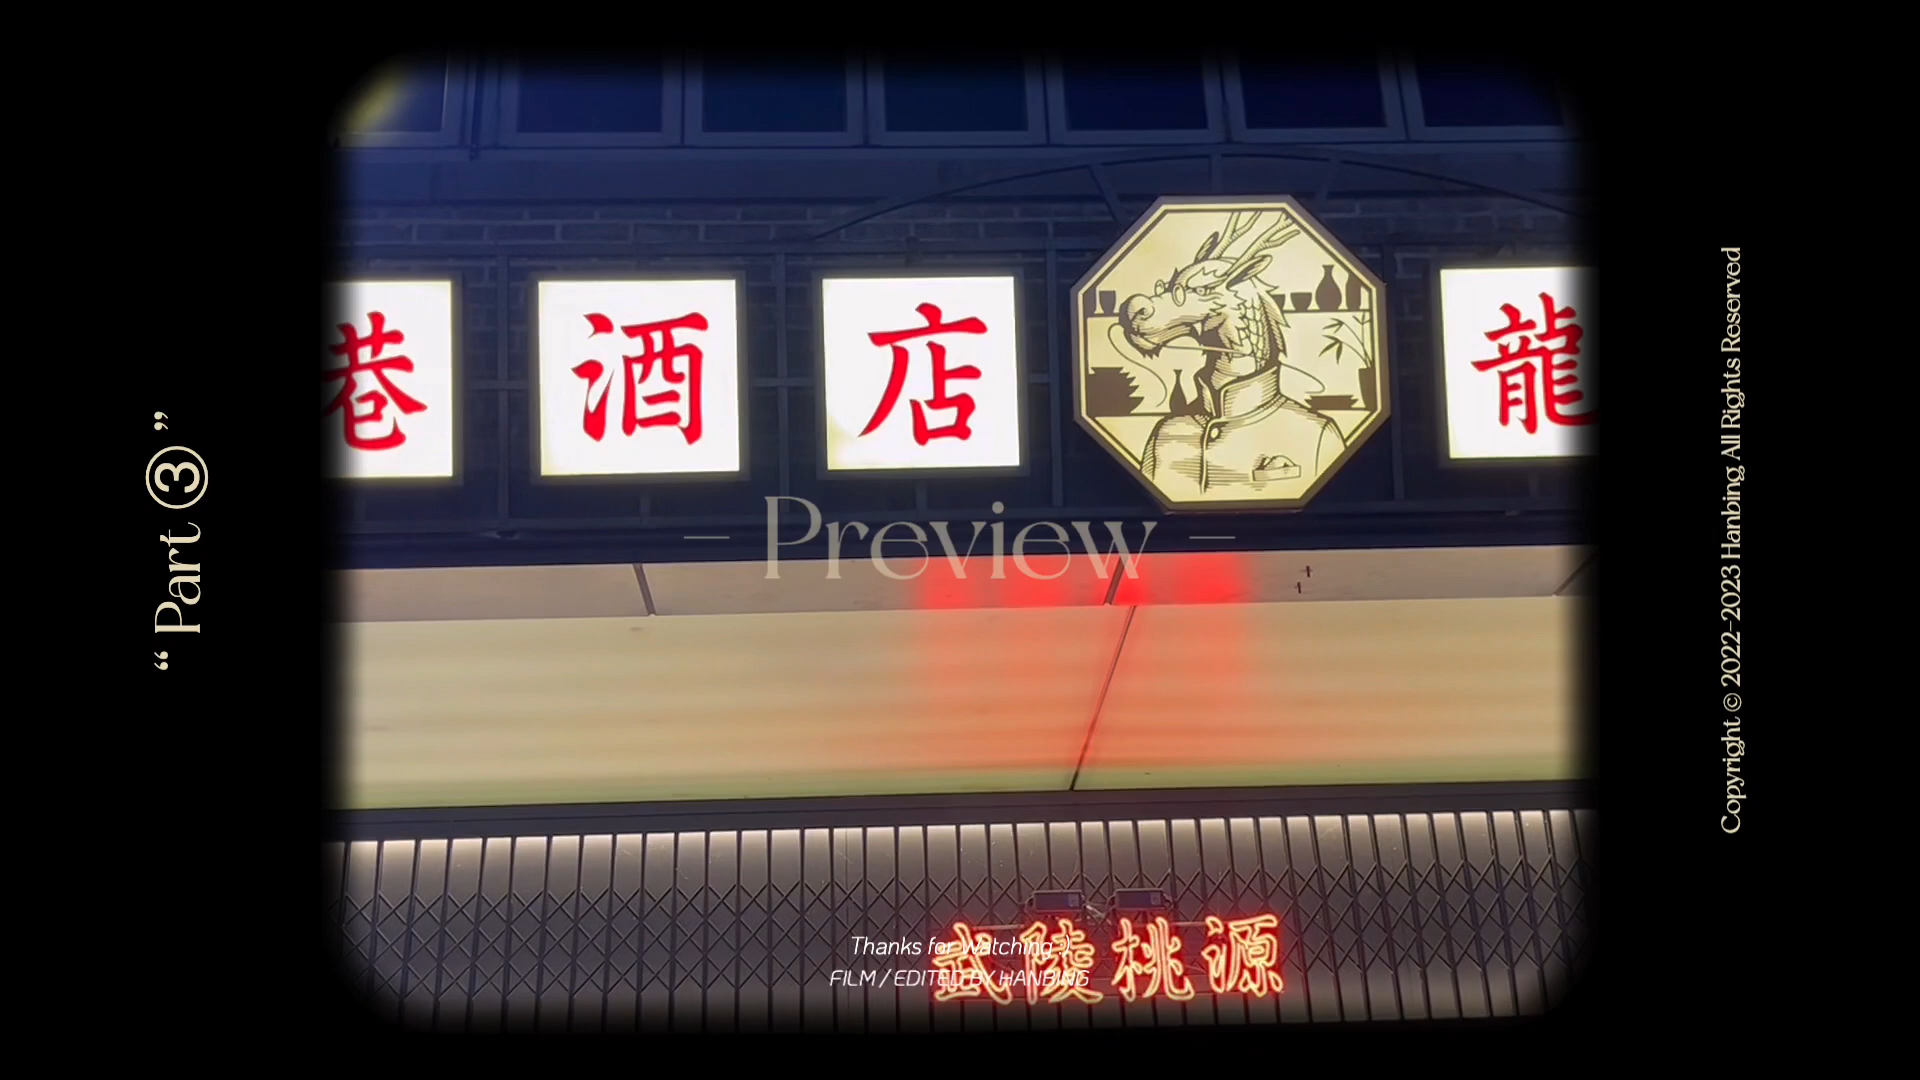 “ Part ③ ”
巷 酒 店 龍
— Preview —
武陵桃源
Thanks for Watching :)
FILM / EDITED BY HANBING
Copyright © 2022-2023 Hanbing All Rights Reserved